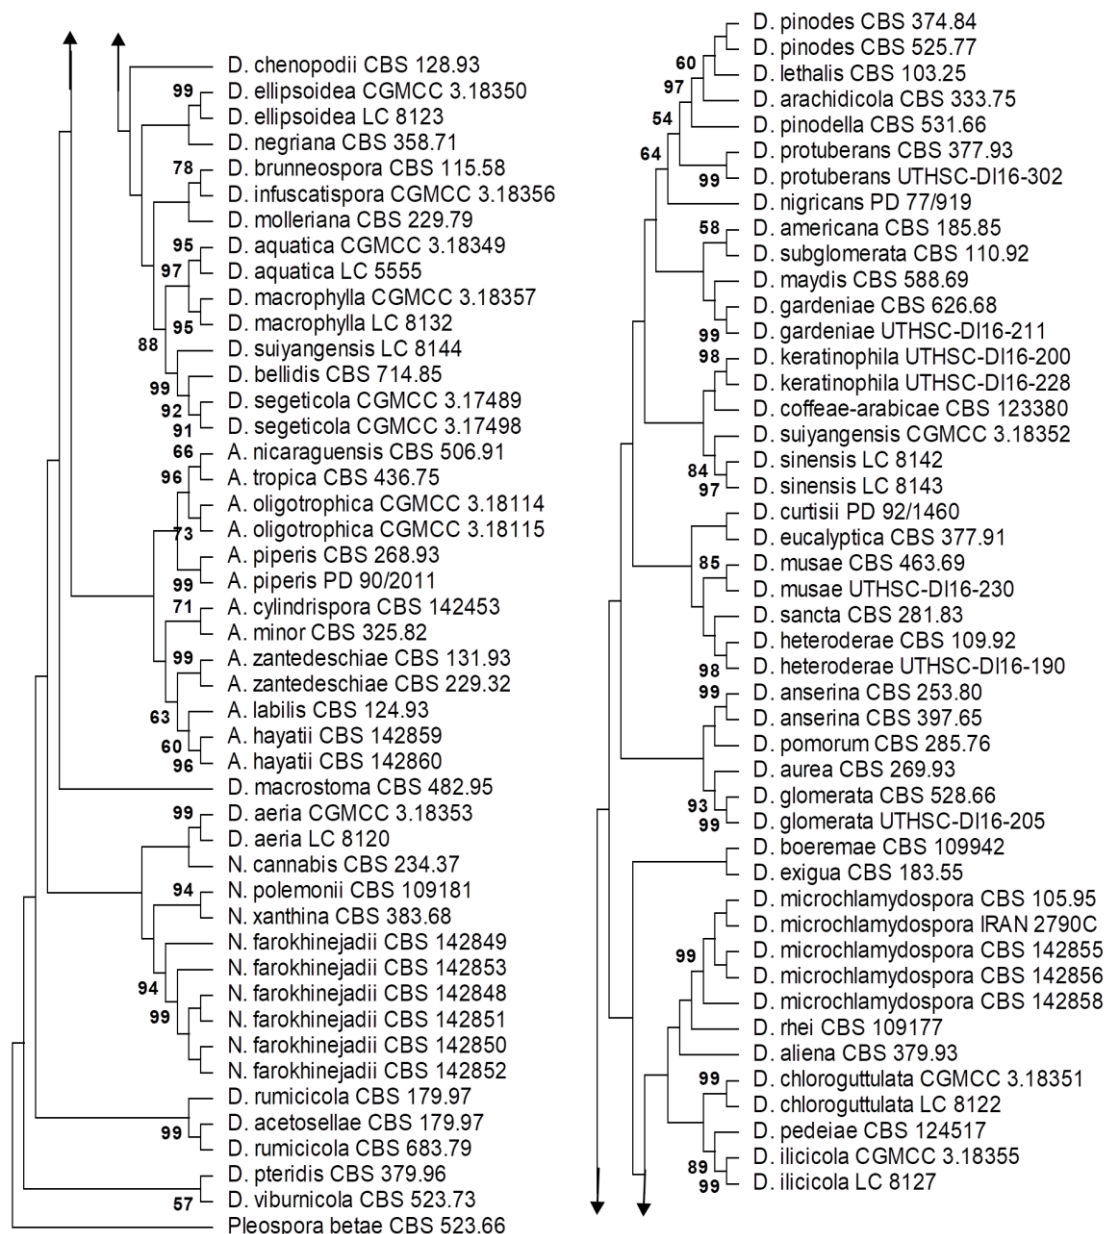 D. chenopodii CBS 128.93
99
D. ellipsoidea CGMCC 3.18350
D. ellipsoidea LC 8123
D. negriana CBS 358.71
78
D. brunneospora CBS 115.58
D. infuscatispora CGMCC 3.18356
D. molleriana CBS 229.79
95
D. aquatica CGMCC 3.18349
97
D. aquatica LC 5555
D. macrophylla CGMCC 3.18357
95
D. macrophylla LC 8132
88
D. suiyangensis LC 8144
D. bellidis CBS 714.85
99
D. segeticola CGMCC 3.17489
92
D. segeticola CGMCC 3.17498
91
66
A. nicaraguensis CBS 506.91
96
A. tropica CBS 436.75
A. oligotrophica CGMCC 3.18114
A. oligotrophica CGMCC 3.18115
73
A. piperis CBS 268.93
99
A. piperis PD 90/2011
71
A. cylindrispora CBS 142453
A. minor CBS 325.82
99
A. zantedeschiae CBS 131.93
A. zantedeschiae CBS 229.32
63
A. labilis CBS 124.93
A. hayatii CBS 142859
60
A. hayatii CBS 142860
96
D. macrostoma CBS 482.95
99
D. aeria CGMCC 3.18353
D. aeria LC 8120
N. cannabis CBS 234.37
94
N. polemonii CBS 109181
N. xanthina CBS 383.68
N. farokhinejadii CBS 142849
N. farokhinejadii CBS 142853
94
N. farokhinejadii CBS 142848
99
N. farokhinejadii CBS 142851
N. farokhinejadii CBS 142850
N. farokhinejadii CBS 142852
D. rumicicola CBS 179.97
D. acetosellae CBS 179.97
99
D. rumicicola CBS 683.79
D. pteridis CBS 379.96
57
D. viburnicola CBS 523.73
Pleospora betae CBS 523.66
D. pinodes CBS 374.84
D. pinodes CBS 525.77
60
D. lethalis CBS 103.25
97
D. arachidicola CBS 333.75
54
D. pinodella CBS 531.66
64
D. protuberans CBS 377.93
99
D. protuberans UTHSC-DI16-302
D. nigricans PD 77/919
58
D. americana CBS 185.85
D. subglomerata CBS 110.92
D. maydis CBS 588.69
D. gardeniae CBS 626.68
99
D. gardeniae UTHSC-DI16-211
98
D. keratinophila UTHSC-DI16-200
D. keratinophila UTHSC-DI16-228
D. coffeae-arabicae CBS 123380
D. suiyangensis CGMCC 3.18352
84
D. sinensis LC 8142
97
D. sinensis LC 8143
D. curtisii PD 92/1460
D. eucalyptica CBS 377.91
85
D. musae CBS 463.69
D. musae UTHSC-DI16-230
D. sancta CBS 281.83
D. heteroderae CBS 109.92
98
D. heteroderae UTHSC-DI16-190
99
D. anserina CBS 253.80
D. anserina CBS 397.65
D. pomorum CBS 285.76
D. aurea CBS 269.93
93
D. glomerata CBS 528.66
99
D. glomerata UTHSC-DI16-205
D. boeremae CBS 109942
D. exigua CBS 183.55
D. microchlamydospora CBS 105.95
D. microchlamydospora IRAN 2790C
99
D. microchlamydospora CBS 142855
D. microchlamydospora CBS 142856
D. microchlamydospora CBS 142858
D. rhei CBS 109177
D. aliena CBS 379.93
99
D. chloroguttulata CGMCC 3.18351
D. chloroguttulata LC 8122
D. pedeiae CBS 124517
89
D. ilicicola CGMCC 3.18355
99
D. ilicicola LC 8127